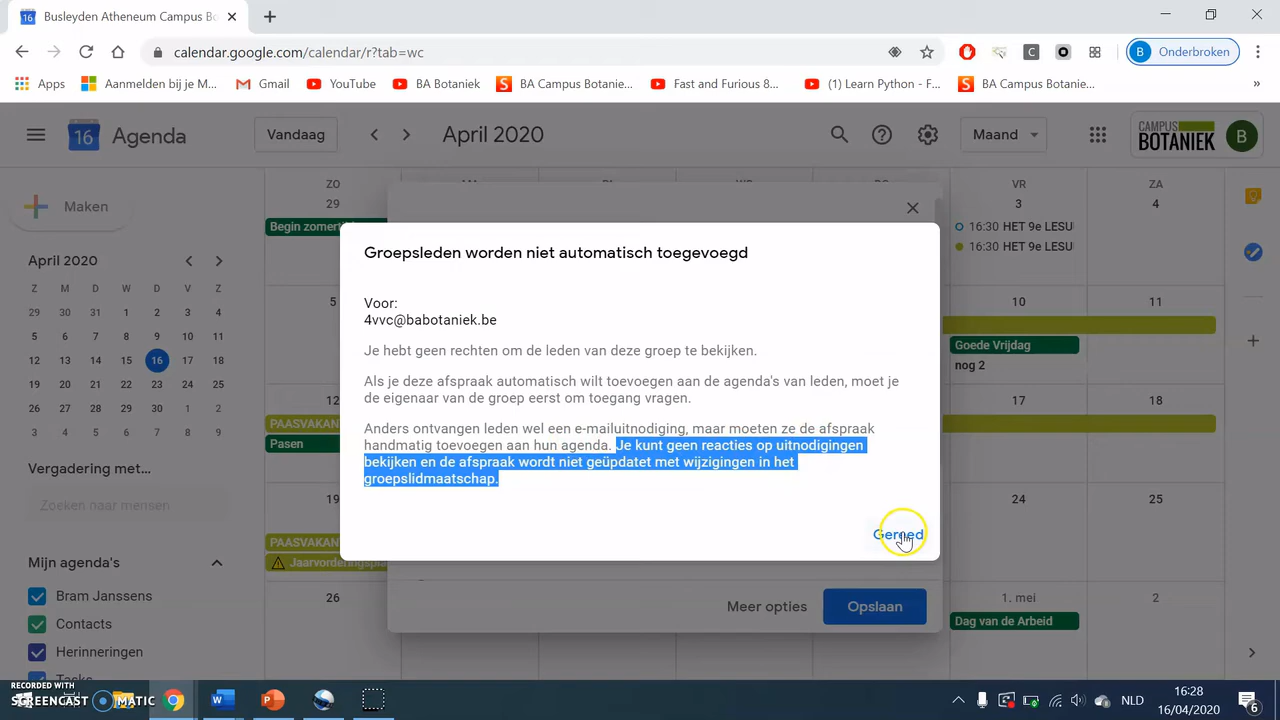 16
Busleyden Atheneum Campus Bo
calendar.google.com/calendar/r?tab=wc
C
B Onderbroken
Apps
Aanmelden bij je M...
Gmail
YouTube
BA Botaniek
BA Campus Botanie...
Fast and Furious 8...
(1) Learn Python - F...
BA Campus Botanie...
»
16 Agenda
Vandaag
April 2020
Maand
CAMPUS BOTANIEK
B
Maken
April 2020
Z M D W D V Z
29 30 31 1 2 3 4
5 6 7 8 9 10 11
12 13 14 15 16 17 18
19 20 21 22 23 24 25
26 27 28 29 30 1 2
3 4 5 6 7 8 9
Vergadering met...
Zoeken naar mensen
Mijn agenda's
Bram Janssens
Contacts
Herinneringen
Tasks
ZO
VR
ZA
29
3
4
Begin zomerti
16:30 HET 9e LESU
16:30 HET 9e LESU
5
10
11
Goede Vrijdag
nog 2
12
17
18
PAASVAKAN
Pasen
19
24
25
PAASVAKAN
Jaarvorderingspla
26
1. mei
2
Dag van de Arbeid
Groepsleden worden niet automatisch toegevoegd
Voor:
4vvc@babotaniek.be
Je hebt geen rechten om de leden van deze groep te bekijken.
Als je deze afspraak automatisch wilt toevoegen aan de agenda's van leden, moet je
de eigenaar van de groep eerst om toegang vragen.
Anders ontvangen leden wel een e-mailuitnodiging, maar moeten ze de afspraak
handmatig toevoegen aan hun agenda. Je kunt geen reacties op uitnodigingen
bekijken en de afspraak wordt niet geüpdatet met wijzigingen in het
groepslidmaatschap.
Gereed
Meer opties
Opslaan
RECORDED WITH
SCREENCAST MATIC
NLD
16:28
16/04/2020
6